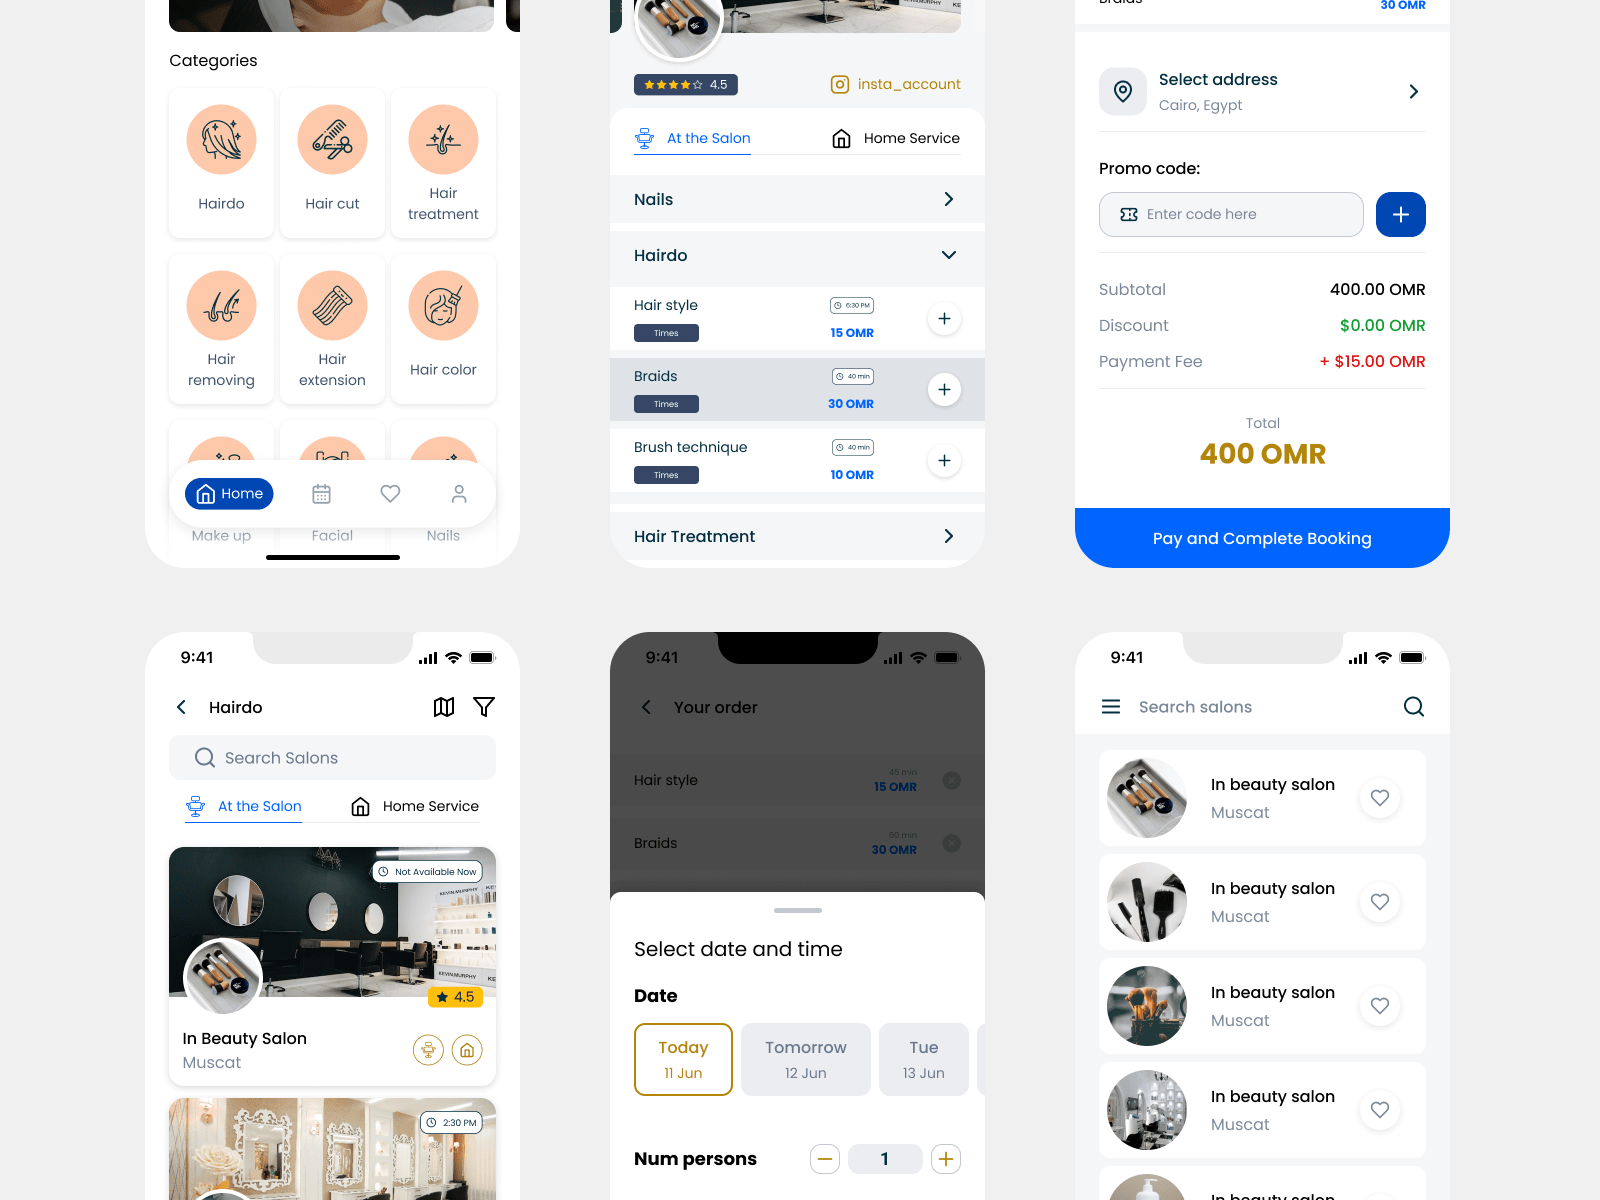 Categories
Hairdo
Hair cut
Hair
treatment
Hair
removing
Hair
extension
Hair color
Home
Make up
Facial
Nails
4.5
insta_account
At the Salon
Home Service
Nails
Hairdo
Hair style
6:30 PM
Times
15 OMR
Braids
40 min
Times
30 OMR
Brush technique
40 min
Times
10 OMR
Hair Treatment
Braids
30 OMR
Select address
Cairo, Egypt
Promo code:
Enter code here
Subtotal
400.00 OMR
Discount
$0.00 OMR
Payment Fee
+ $15.00 OMR
Total
400 OMR
Pay and Complete Booking
9:41
Hairdo
Search Salons
At the Salon
Home Service
Not Available Now
KEVIN.MURPHY
KEVIN.MURPHY
4.5
In Beauty Salon
Muscat
2:30 PM
9:41
Your order
Hair style
45 min
15 OMR
Braids
60 min
30 OMR
Select date and time
Date
Today
11 Jun
Tomorrow
12 Jun
Tue
13 Jun
Num persons
1
9:41
Search salons
In beauty salon
Muscat
In beauty salon
Muscat
In beauty salon
Muscat
In beauty salon
Muscat
In beauty salon